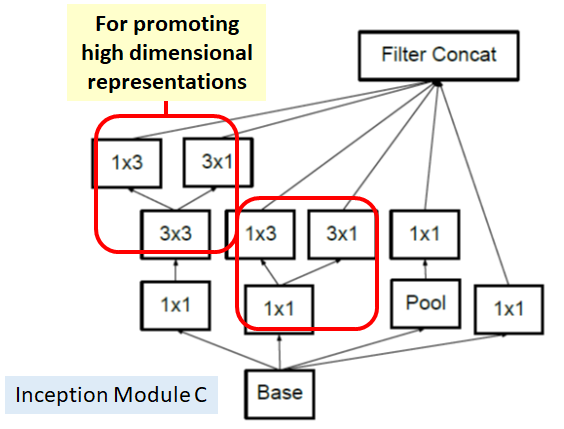 For promoting
high dimensional
representations
Filter Concat
1x3
3x1
3x3
1x3
3x1
1x1
1x1
1x1
Pool
1x1
Base
Inception Module C